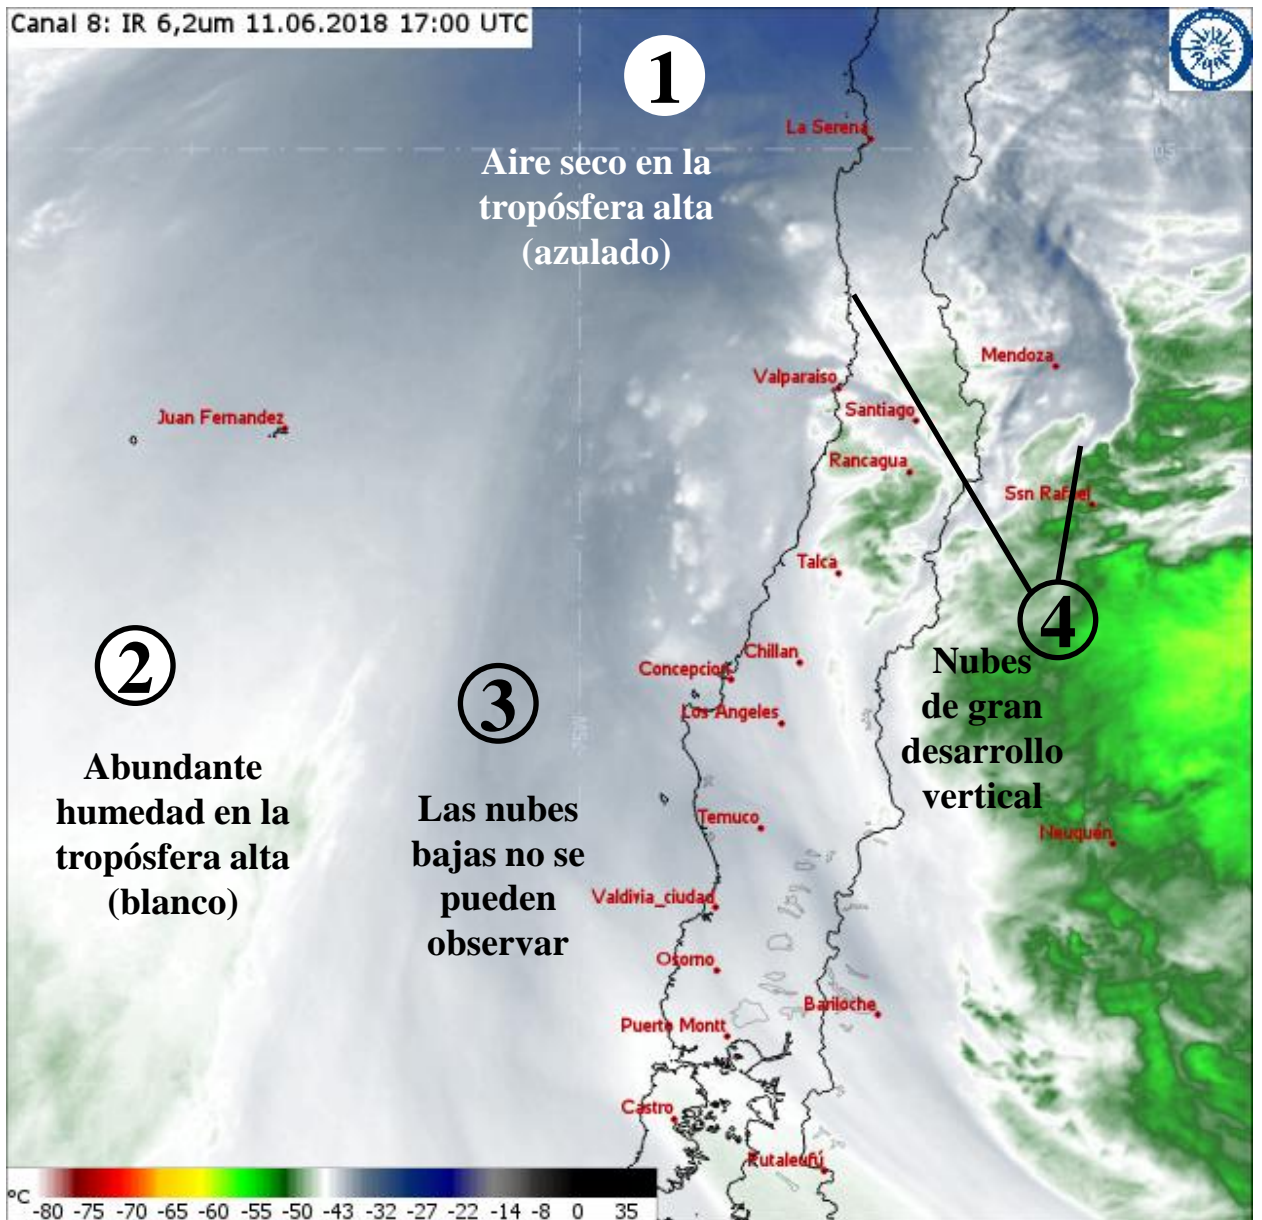 Canal 8: IR 6,2um 11.06.2018 17:00 UTC
1
Aire seco en la
tropósfera alta
(azulado)
La Serena
Mendoza
Valparaiso
Santiago
Juan Fernandez
Rancagua
Ssn Rafael
Talca
4
Nubes
de gran
desarrollo
vertical
2
Abundante
humedad en la
tropósfera alta
(blanco)
3
Las nubes
bajas no se
pueden
observar
Chillan
Concepcion
Los Angeles
Temuco
Neuquén
Valdivia_ciudad
Osorno
Bariloche
Puerto Montt
Castro
Futaleufú
75W
°C -80 -75 -70 -65 -60 -55 -50 -43 -32 -27 -22 -14 -8 0 35